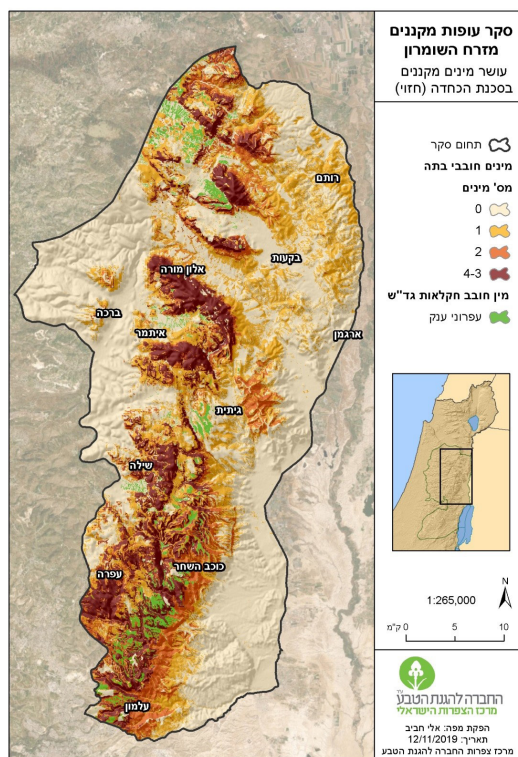 סקר עופות מקננים
מזרח השומרון
עושר מינים מקננים
בסכנת הכחדה (חזוי)
תחום סקר
מינים חובבי בתה
מס' מינים
0
1
2
4-3
מין חובב חקלאות גד"ש
עפרוני ענק
רותם
בקעות
אלון מורה
ברכה
איתמר
ארגמן
גיתית
שילה
כוכב השחר
עפרה
עלמון
1:265,000
N
ק"מ 0 5 10
החברה להגנת הטבע
מרכז הצפרות הישראלי
הפקת מפה: אלי חביב
תאריך: 12/11/2019
מרכז צפרות החברה להגנת הטבע